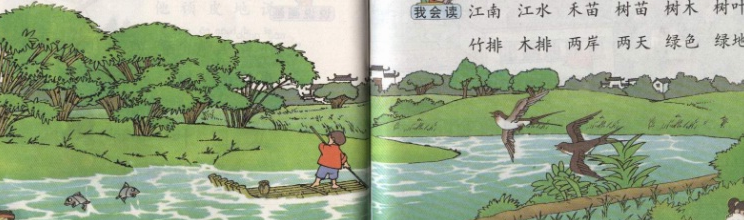 我会读 江南 江水 禾苗 树苗 树木 树叶
竹排 木排 两岸 两天 绿色 绿地